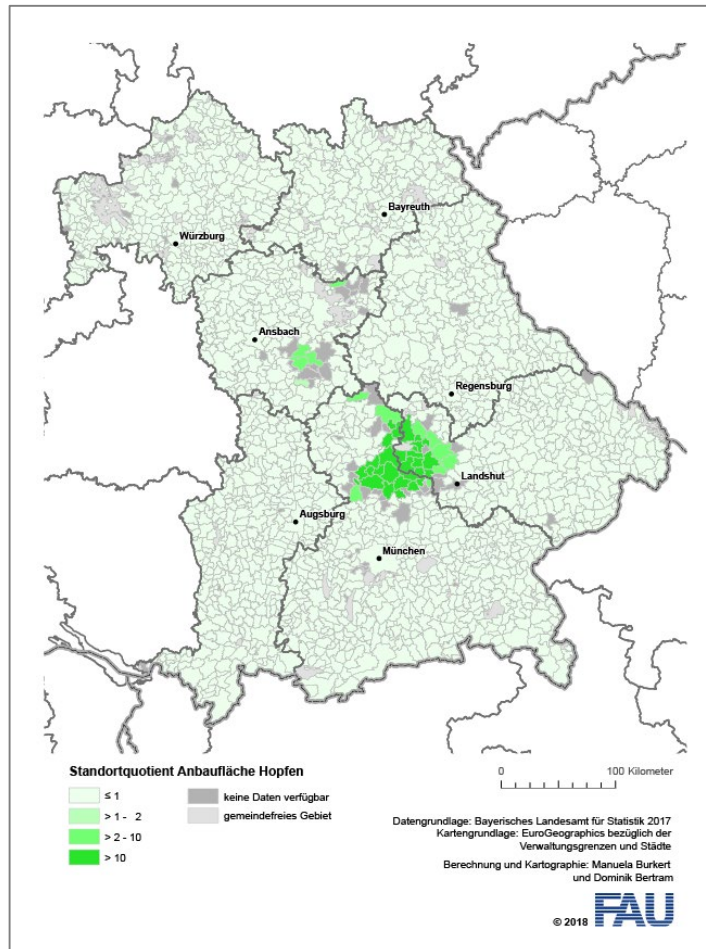 Bayreuth
Würzburg
Ansbach
Regensburg
Landshut
Augsburg
München
Standortquotient Anbaufläche Hopfen
≤ 1
> 1 - 2
> 2 - 10
> 10
keine Daten verfügbar
gemeindefreies Gebiet
0 100 Kilometer
Datengrundlage: Bayerisches Landesamt für Statistik 2017
Kartengrundlage: EuroGeographics bezüglich der
Verwaltungsgrenzen und Städte
Berechnung und Kartographie: Manuela Burkert
und Dominik Bertram
© 2018 FAU